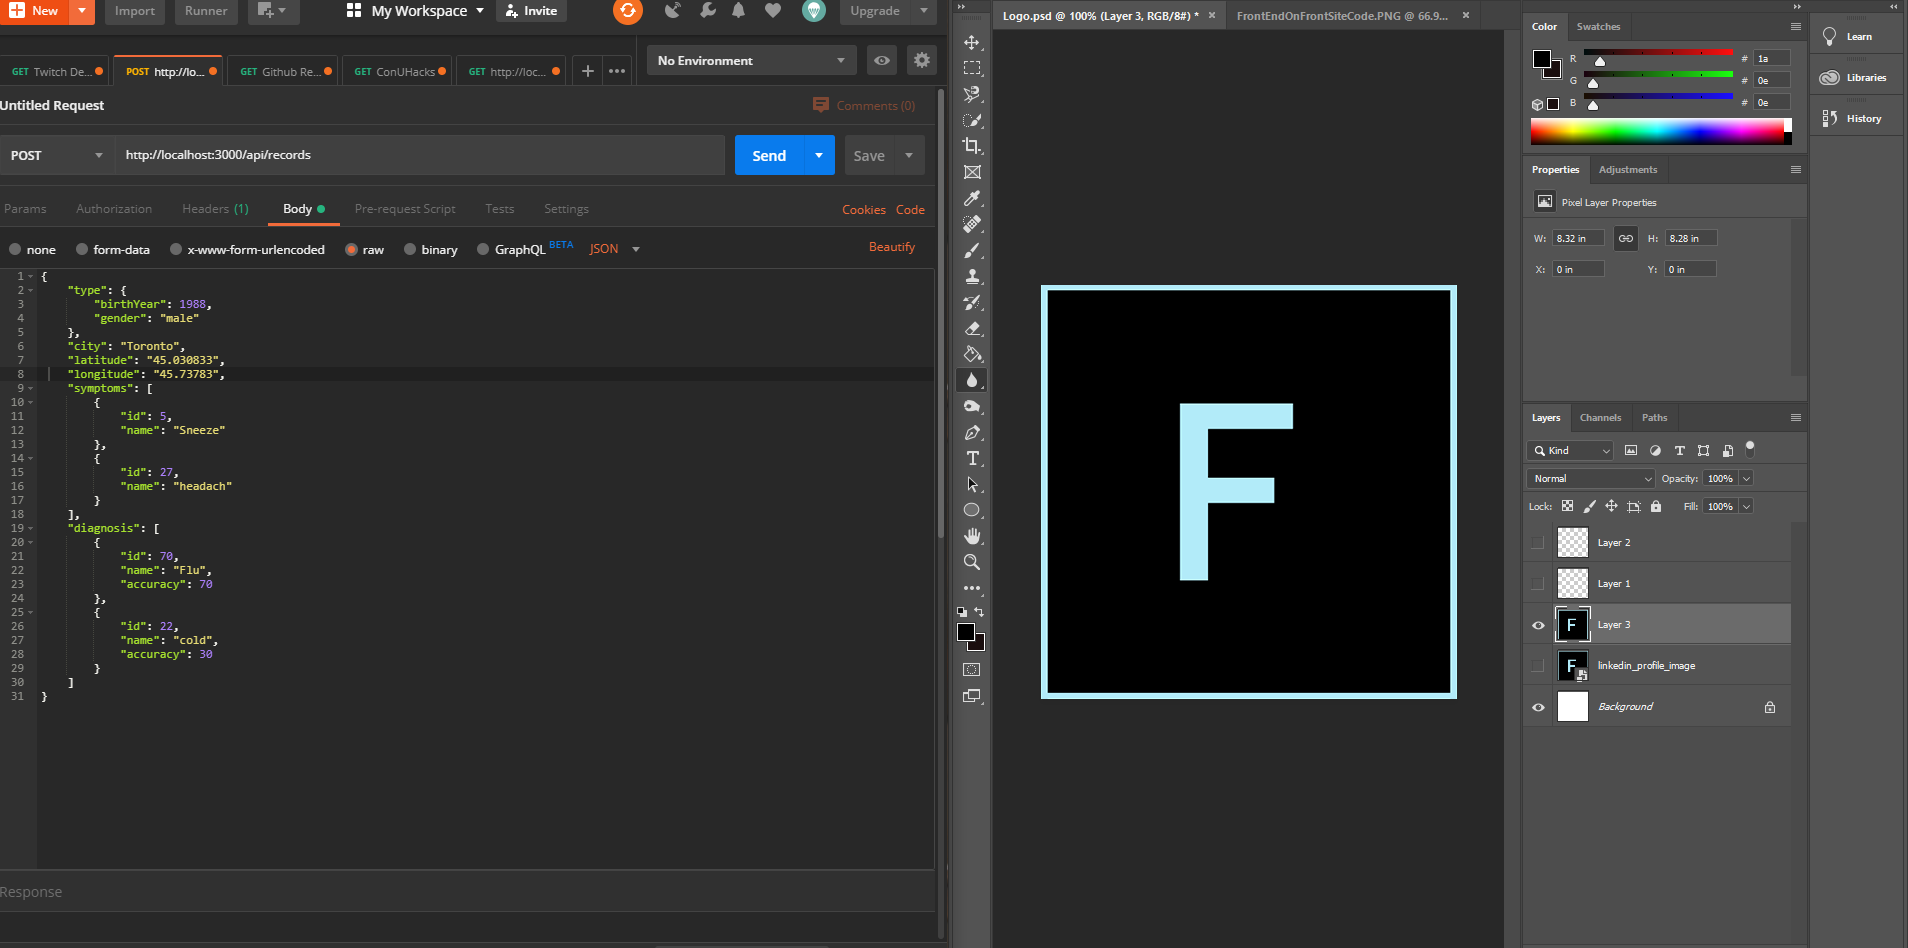 New Import Runner My Workspace Invite Upgrade
GET Twitch De... POST http://lo... GET Github Re... GET ConUHacks GET http://loc... No Environment
Untitled Request Comments (0)
POST http://localhost:3000/api/records Send Save
Params Authorization Headers (1) Body Pre-request Script Tests Settings Cookies Code
none form-data x-www-form-urlencoded raw binary GraphQL BETA JSON Beautify
1 {
2 "type": {
3 "birthYear": 1988,
4 "gender": "male"
5 },
6 "city": "Toronto",
7 "latitude": "45.030833",
8 "longitude": "45.73783",
9 "symptoms": [
10 {
11 "id": 5,
12 "name": "Sneeze"
13 },
14 {
15 "id": 27,
16 "name": "headach"
17 }
18 ],
19 "diagnosis": [
20 {
21 "id": 70,
22 "name": "Flu",
23 "accuracy": 70
24 },
25 {
26 "id": 22,
27 "name": "cold",
28 "accuracy": 30
29 }
30 ]
31 }
Response
Logo.psd @ 100% (Layer 3, RGB/8#) * × FrontEndOnFrontSiteCode.PNG @ 66.9... ×
F
Color Swatches
R # 1a
G # 0e
B # 0e
Properties Adjustments
Pixel Layer Properties
W: 8.32 in H: 8.28 in
X: 0 in Y: 0 in
Layers Channels Paths
Kind
Normal Opacity: 100%
Lock: Fill: 100%
Layer 2
Layer 1
F Layer 3
F linkedin_profile_image
Background
Learn
Libraries
History